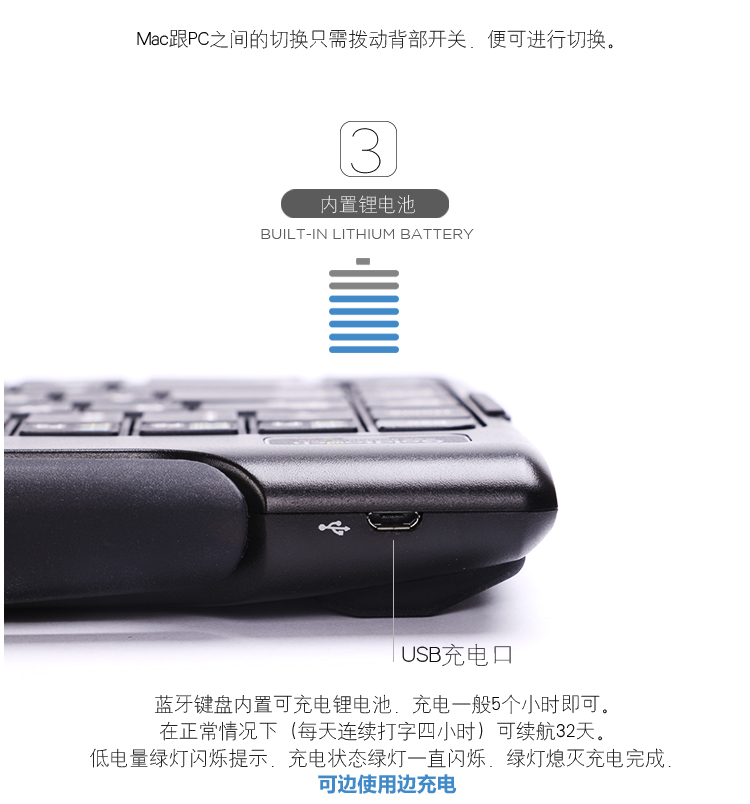 Mac跟PC之间的切换只需拨动背部开关．便可进行切换。
3
内置锂电池
BUILT-IN LITHIUM BATTERY
USB充电口
蓝牙键盘内置可充电锂电池．充电一般5个小时即可。
在正常情况下（每天连续打字四小时）可续航32天。
低电量绿灯闪烁提示．充电状态绿灯一直闪烁．绿灯熄灭充电完成．
可边使用边充电